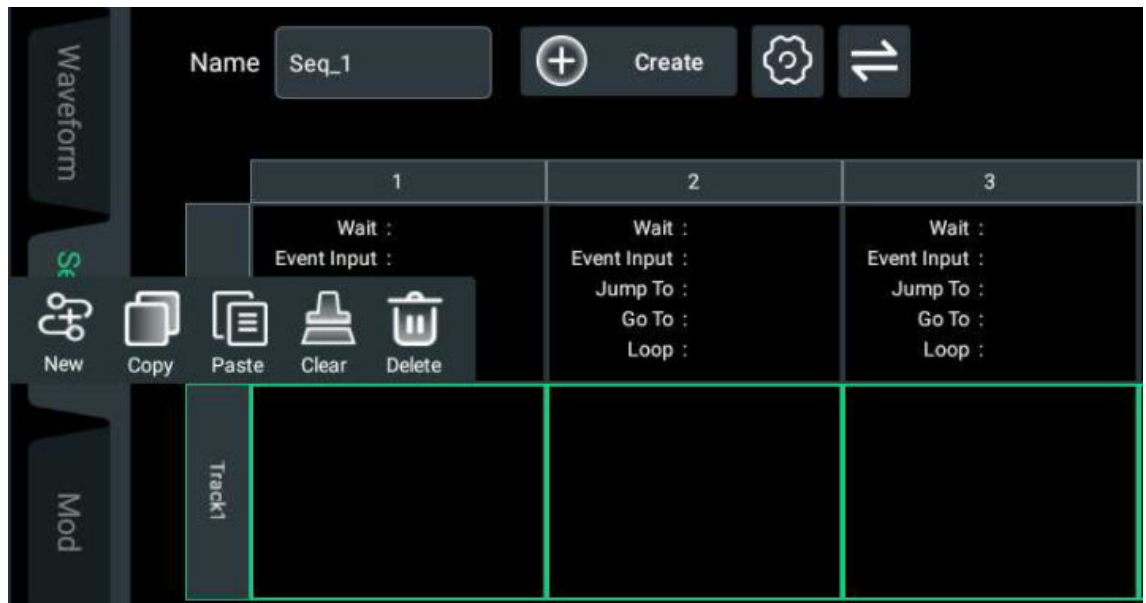 Waveform
Name Seq_1 Create
1 2 3
Wait : Wait : Wait :
Event Input : Event Input : Event Input :
Jump To : Jump To :
Go To : Go To :
Loop : Loop :
New Copy Paste Clear Delete
Track1
Mod